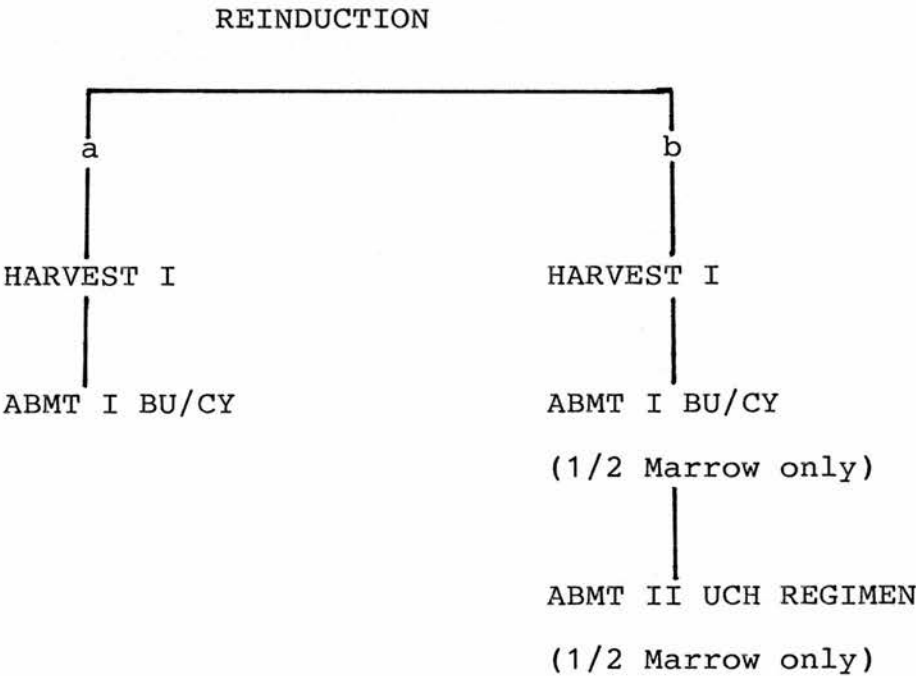 REINDUCTION
a
b
HARVEST I
HARVEST I
ABMT I BU/CY
ABMT I BU/CY
(1/2 Marrow only)
ABMT II UCH REGIMEN
(1/2 Marrow only)